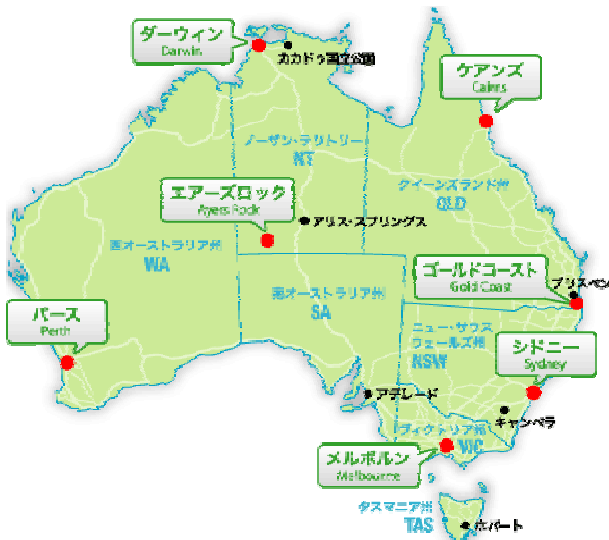 ダーウィン
Darwin
カカドゥ国立公園
ケアンズ
Cairns
ノーザン・テリトリー
NT
クイーンズランド州
QLD
エアーズロック
Ayers Rock
アリス・スプリングス
西オーストラリア州
WA
ゴールドコースト
Gold Coast
ブリスベン
南オーストラリア州
SA
パース
Perth
ニュー・サウス
ウェールズ州
NSW
シドニー
Sydney
アデレード
キャンベラ
ヴィクトリア州
VIC
メルボルン
Melbourne
タスマニア州
TAS
ホバート